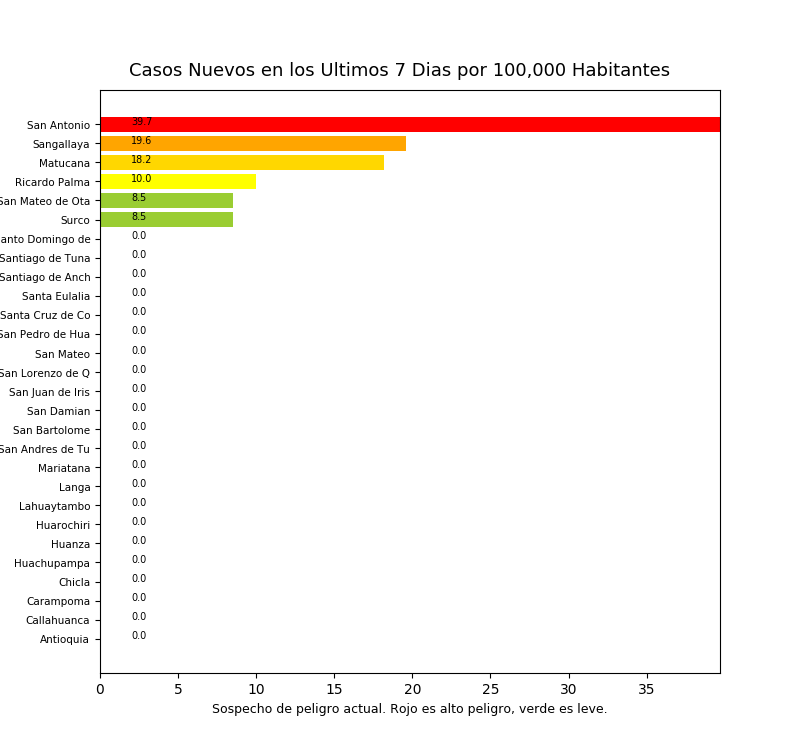 Casos Nuevos en los Ultimos 7 Dias por 100,000 Habitantes
San Antonio 39.7
Sangallaya 19.6
Matucana 18.2
Ricardo Palma 10.0
San Mateo de Ota 8.5
Surco 8.5
anto Domingo de 0.0
Santiago de Tuna 0.0
Santiago de Anch 0.0
Santa Eulalia 0.0
Santa Cruz de Co 0.0
San Pedro de Hua 0.0
San Mateo 0.0
San Lorenzo de Q 0.0
San Juan de Iris 0.0
San Damian 0.0
San Bartolome 0.0
San Andres de Tu 0.0
Mariatana 0.0
Langa 0.0
Lahuaytambo 0.0
Huarochiri 0.0
Huanza 0.0
Huachupampa 0.0
Chicla 0.0
Carampoma 0.0
Callahuanca 0.0
Antioquia 0.0
0 5 10 15 20 25 30 35
Sospecho de peligro actual. Rojo es alto peligro, verde es leve.